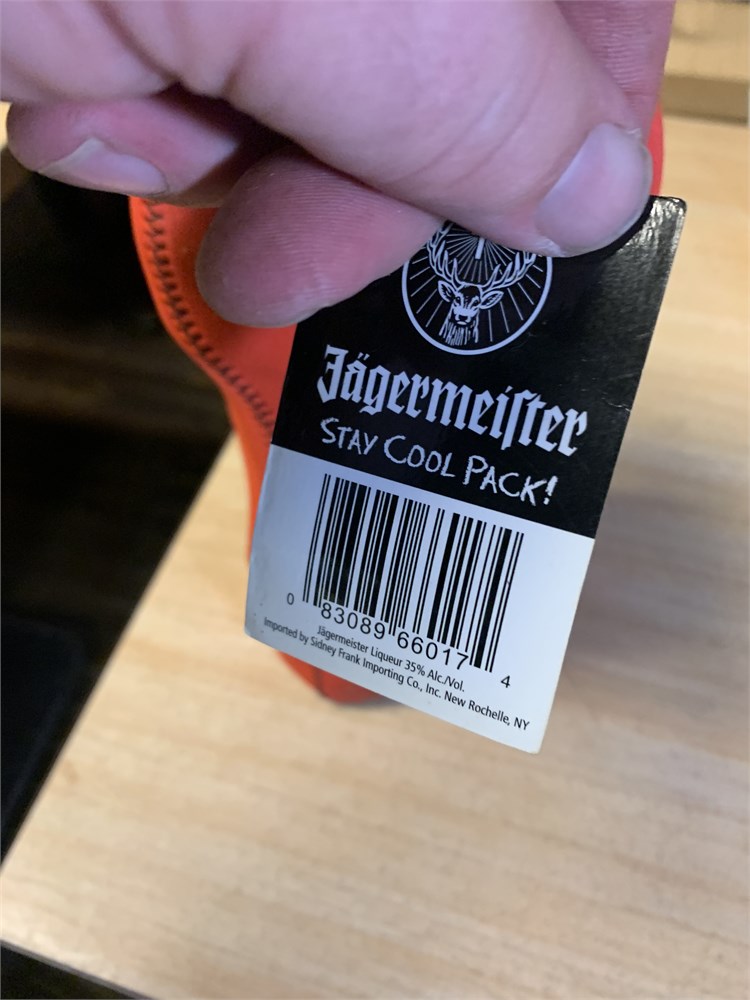 Jägermeiſter
STAY COOL PACK!
0 83089 66017 4
Jägermeister Liqueur 35% Alc./Vol.
Imported by Sidney Frank Importing Co., Inc. New Rochelle, NY